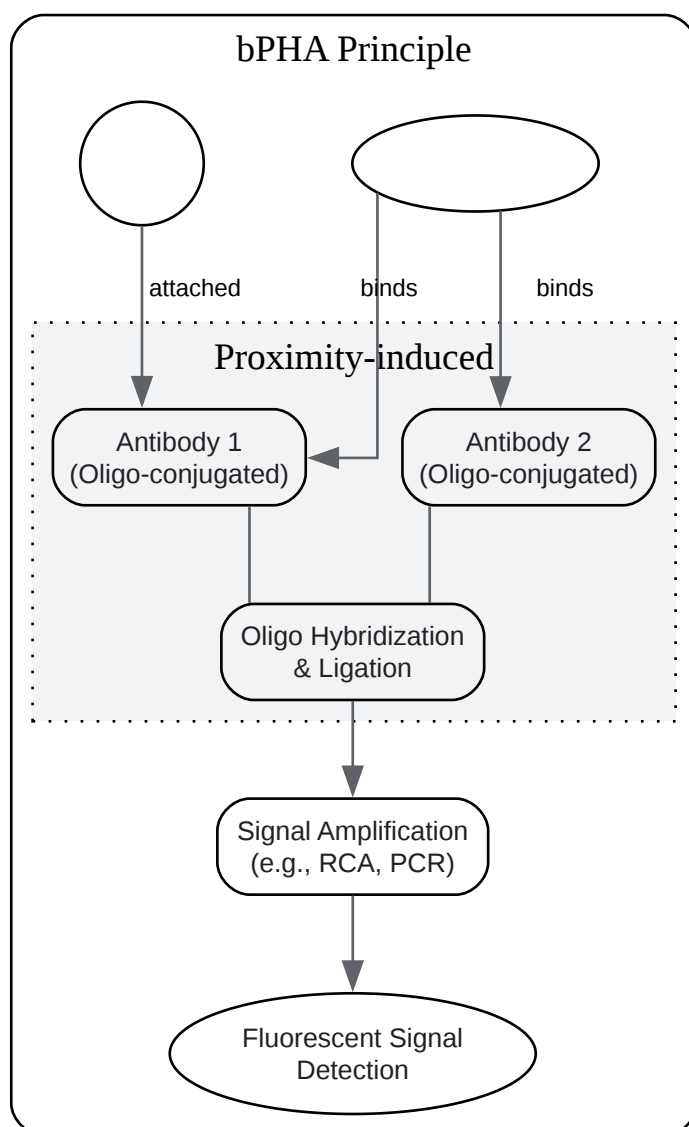 bPHA Principle
attached
binds
binds
Proximity-induced
Antibody 1
(Oligo-conjugated)
Antibody 2
(Oligo-conjugated)
Oligo Hybridization
& Ligation
Signal Amplification
(e.g., RCA, PCR)
Fluorescent Signal
Detection